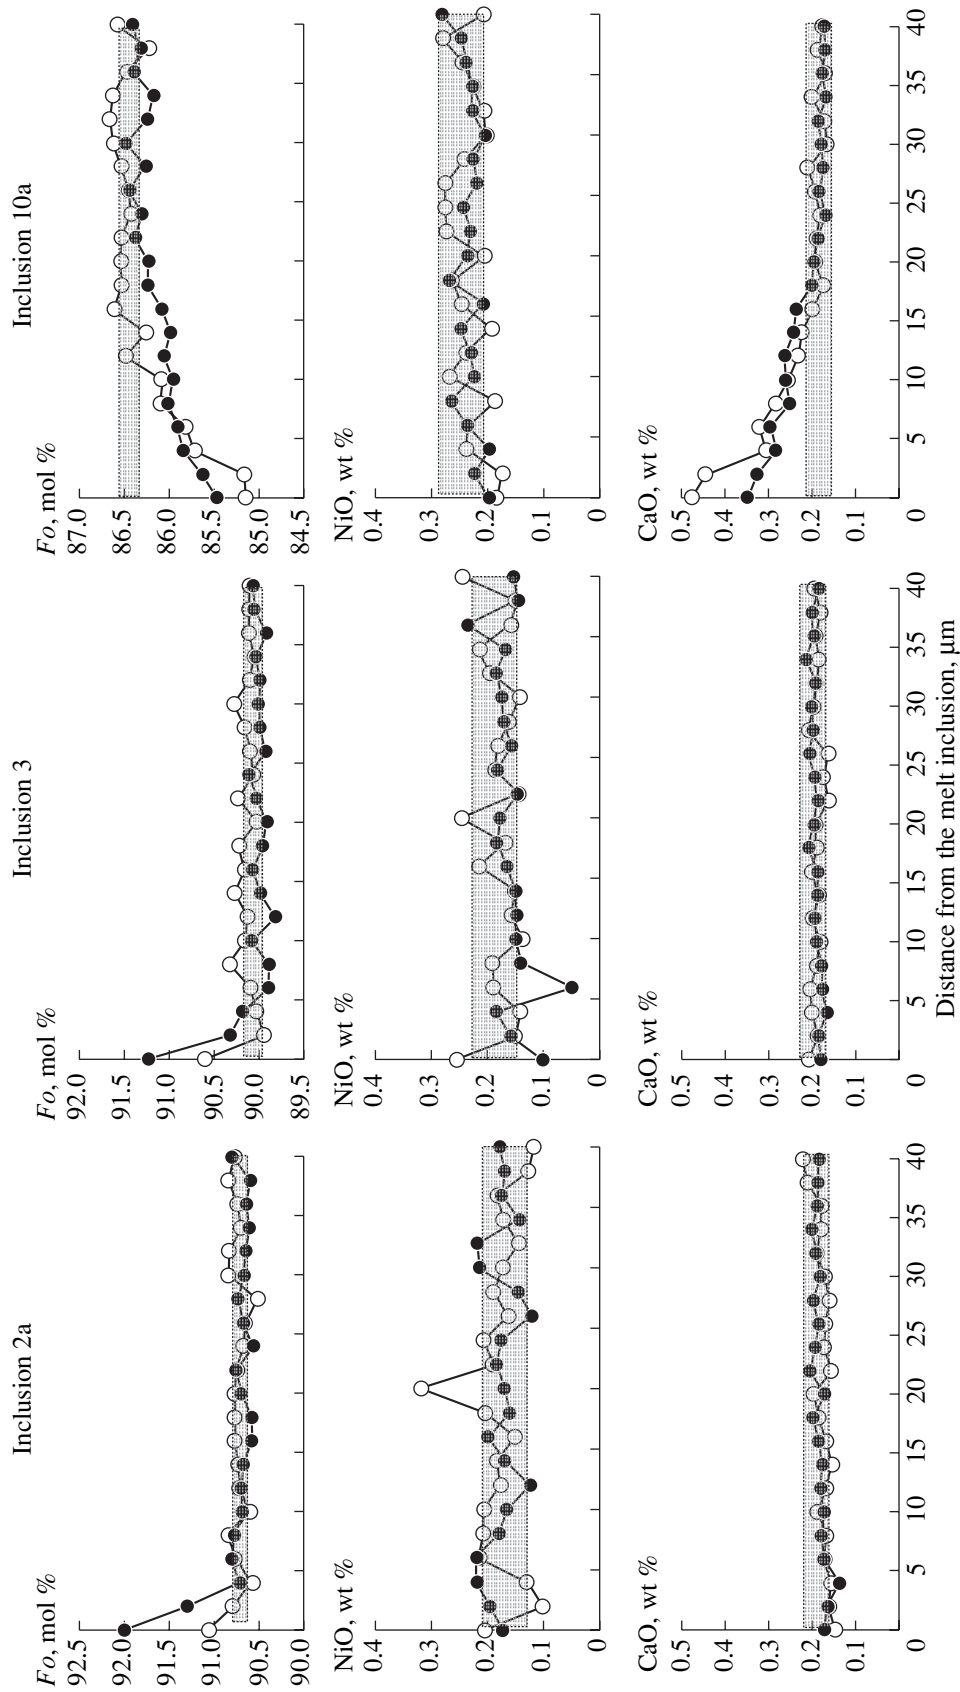 Inclusion 2a
Inclusion 3
Inclusion 10a
Fo, mol %
92.5
92.0
91.5
91.0
90.5
Fo, mol %
92.0
91.5
91.0
90.5
90.0
89.5
Fo, mol %
87.0
86.5
86.0
85.5
85.0
84.5
NiO, wt %
0.4
0.3
0.2
0.1
0
NiO, wt %
0.4
0.3
0.2
0.1
0
NiO, wt %
0.4
0.3
0.2
0.1
0
CaO, wt %
0.5
0.4
0.3
0.2
0.1
CaO, wt %
0.5
0.4
0.3
0.2
0.1
CaO, wt %
0.5
0.4
0.3
0.2
0.1
0 5 10 15 20 25 30 35 40
0 5 10 15 20 25 30 35 40
0 5 10 15 20 25 30 35 40
Distance from the melt inclusion, μm